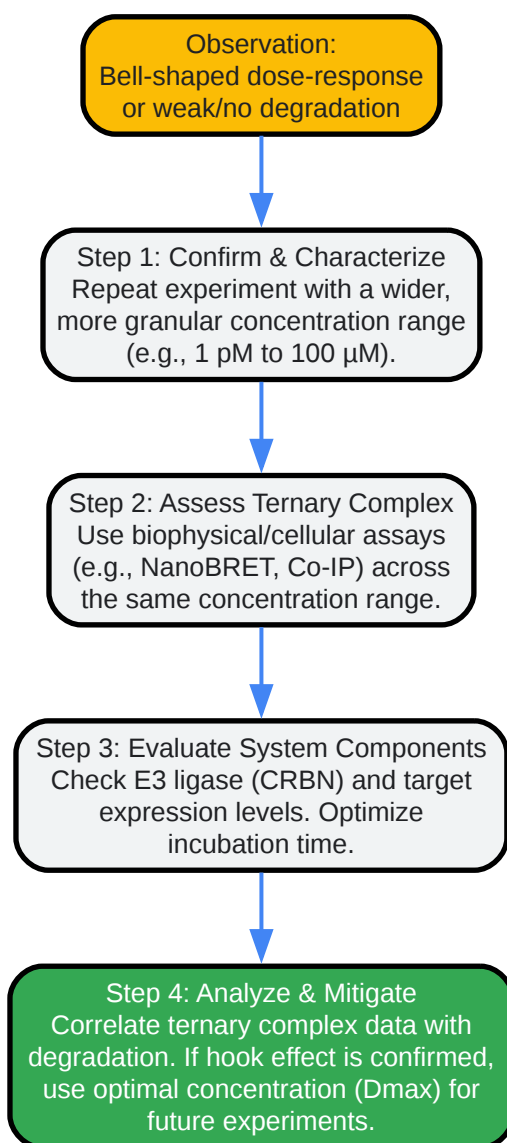 Observation:
Bell-shaped dose-response
or weak/no degradation
Step 1: Confirm & Characterize
Repeat experiment with a wider,
more granular concentration range
(e.g., 1 pM to 100 µM).
Step 2: Assess Ternary Complex
Use biophysical/cellular assays
(e.g., NanoBRET, Co-IP) across
the same concentration range.
Step 3: Evaluate System Components
Check E3 ligase (CRBN) and target
expression levels. Optimize
incubation time.
Step 4: Analyze & Mitigate
Correlate ternary complex data with
degradation. If hook effect is confirmed,
use optimal concentration (Dmax) for
future experiments.